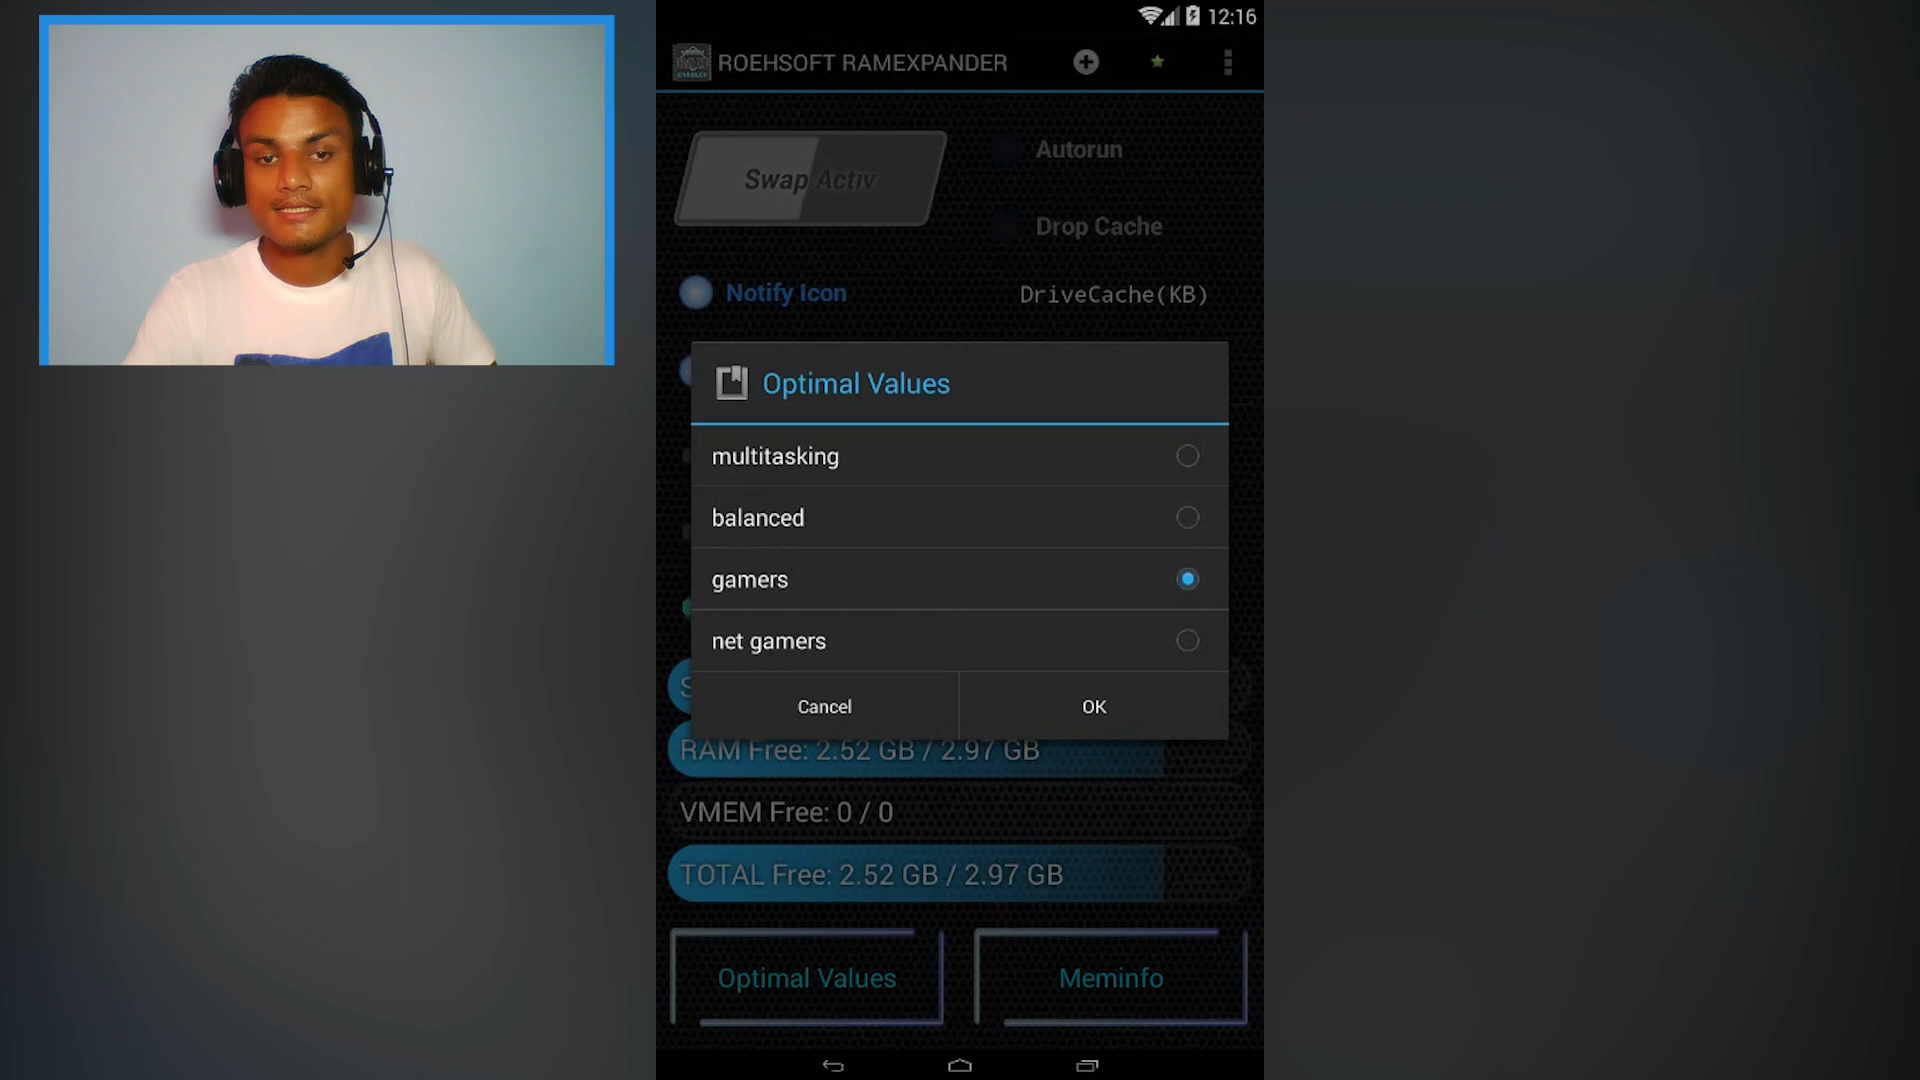 12:16
ROEHSOFT RAMEXPANDER
Swap Activ
Autorun
Drop Cache
Notify Icon
DriveCache(KB)
Optimal Values
multitasking
balanced
gamers
net gamers
Cancel
OK
RAM Free: 2.52 GB / 2.97 GB
VMEM Free: 0 / 0
TOTAL Free: 2.52 GB / 2.97 GB
Optimal Values
Meminfo